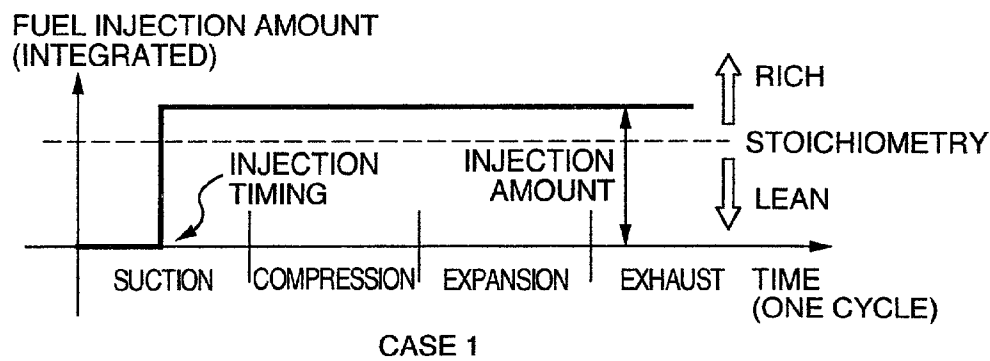 FUEL INJECTION AMOUNT
(INTEGRATED)
RICH
STOICHIOMETRY
INJECTION
TIMING
INJECTION
AMOUNT
LEAN
SUCTION COMPRESSION EXPANSION EXHAUST TIME
(ONE CYCLE)
CASE 1